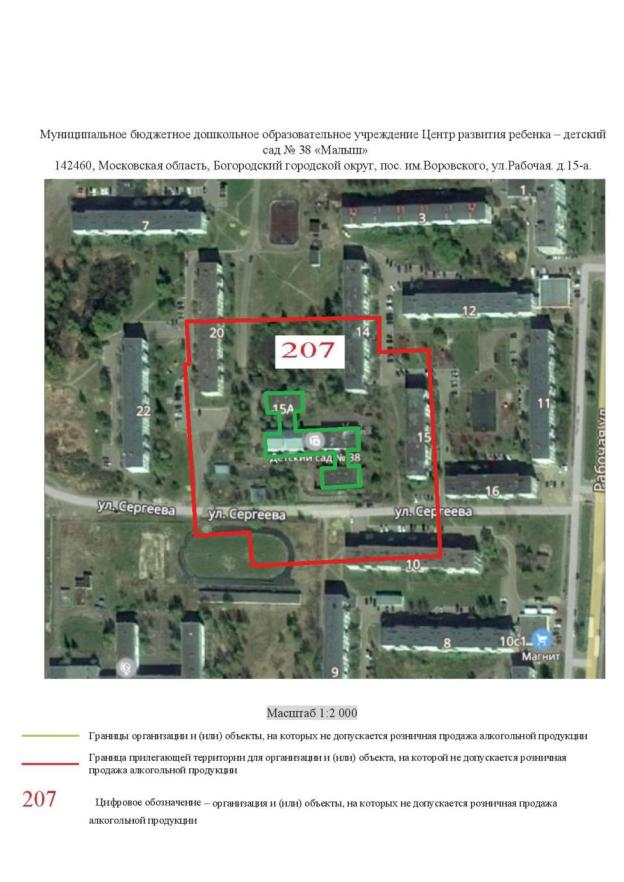 Муниципальное бюджетное дошкольное образовательное учреждение Центр развития ребенка – детский
сад № 38 «Малыш»
142460, Московская область, Богородский городской округ, пос. им.Воровского, ул.Рабочая. д.15-а.
1
7
3
20
14
12
207
22
15А
15
11
Детский сад № 38
16
Рабочая ул
ул. Сергеева
ул. Сергеева
ул. Сергеева
10
8
10с1
Магнит
9
Масштаб 1:2 000
Границы организации и (или) объекты, на которых не допускается розничная продажа алкогольной продукции
Граница прилегающей территрии для организации и (или) объекта, на которой не допускается розничная
продажа алкогольной продукции
207 Цифровое обозначение – организация и (или) объекты, на которых не допускается розничная продажа
алкогольной продукции